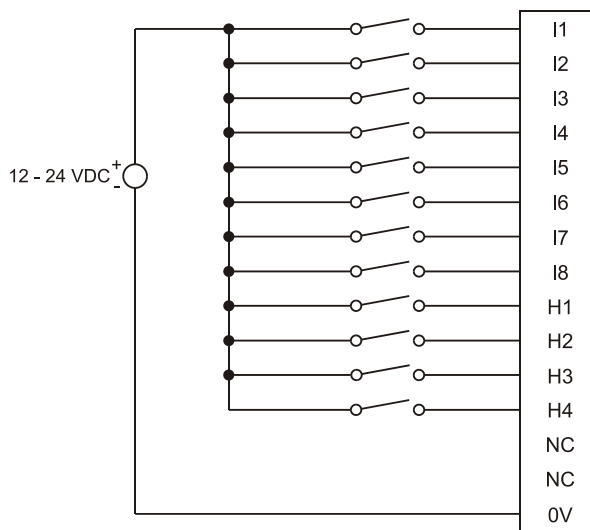 I1
I2
I3
I4
12 - 24 VDC + -
I5
I6
I7
I8
H1
H2
H3
H4
NC
NC
0V